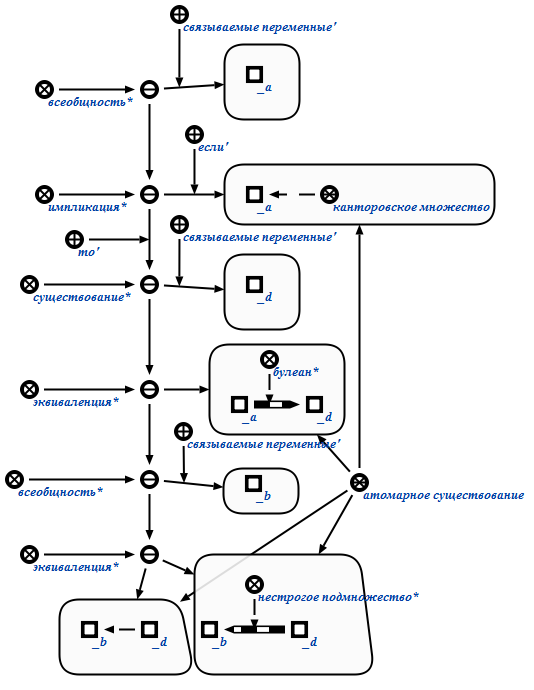 связываемые переменные'
_a
всеобщность*
если'
_a
канторовское множество
импликация*
связываемые переменные'
то'
_d
существование*
булеан*
_a
_d
эквиваленция*
связываемые переменные'
_b
всеобщность*
атомарное существование
эквиваленция*
нестрогое подмножество*
_b
_d
_b
_d